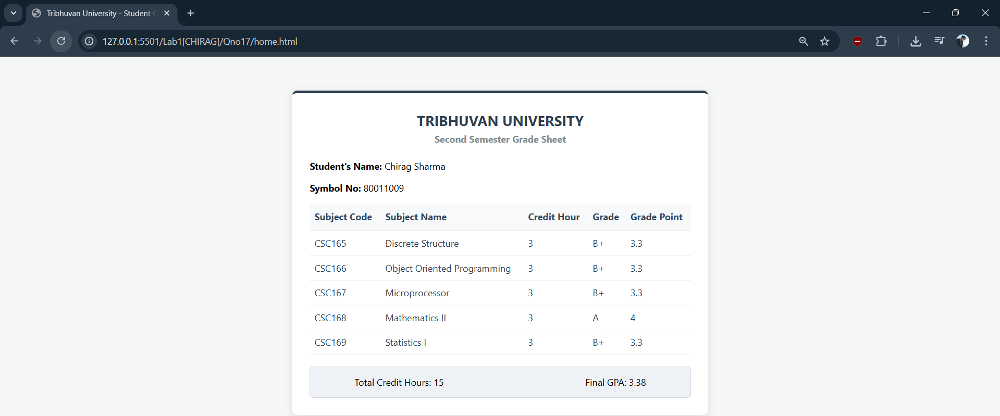 Tribhuvan University - Student
127.0.0.1:5501/Lab1[CHIRAG]/Qno17/home.html
TRIBHUVAN UNIVERSITY
Second Semester Grade Sheet
Student's Name: Chirag Sharma
Symbol No: 80011009
Subject Code Subject Name Credit Hour Grade Grade Point
CSC165 Discrete Structure 3 B+ 3.3
CSC166 Object Oriented Programming 3 B+ 3.3
CSC167 Microprocessor 3 B+ 3.3
CSC168 Mathematics II 3 A 4
CSC169 Statistics I 3 B+ 3.3
Total Credit Hours: 15 Final GPA: 3.38